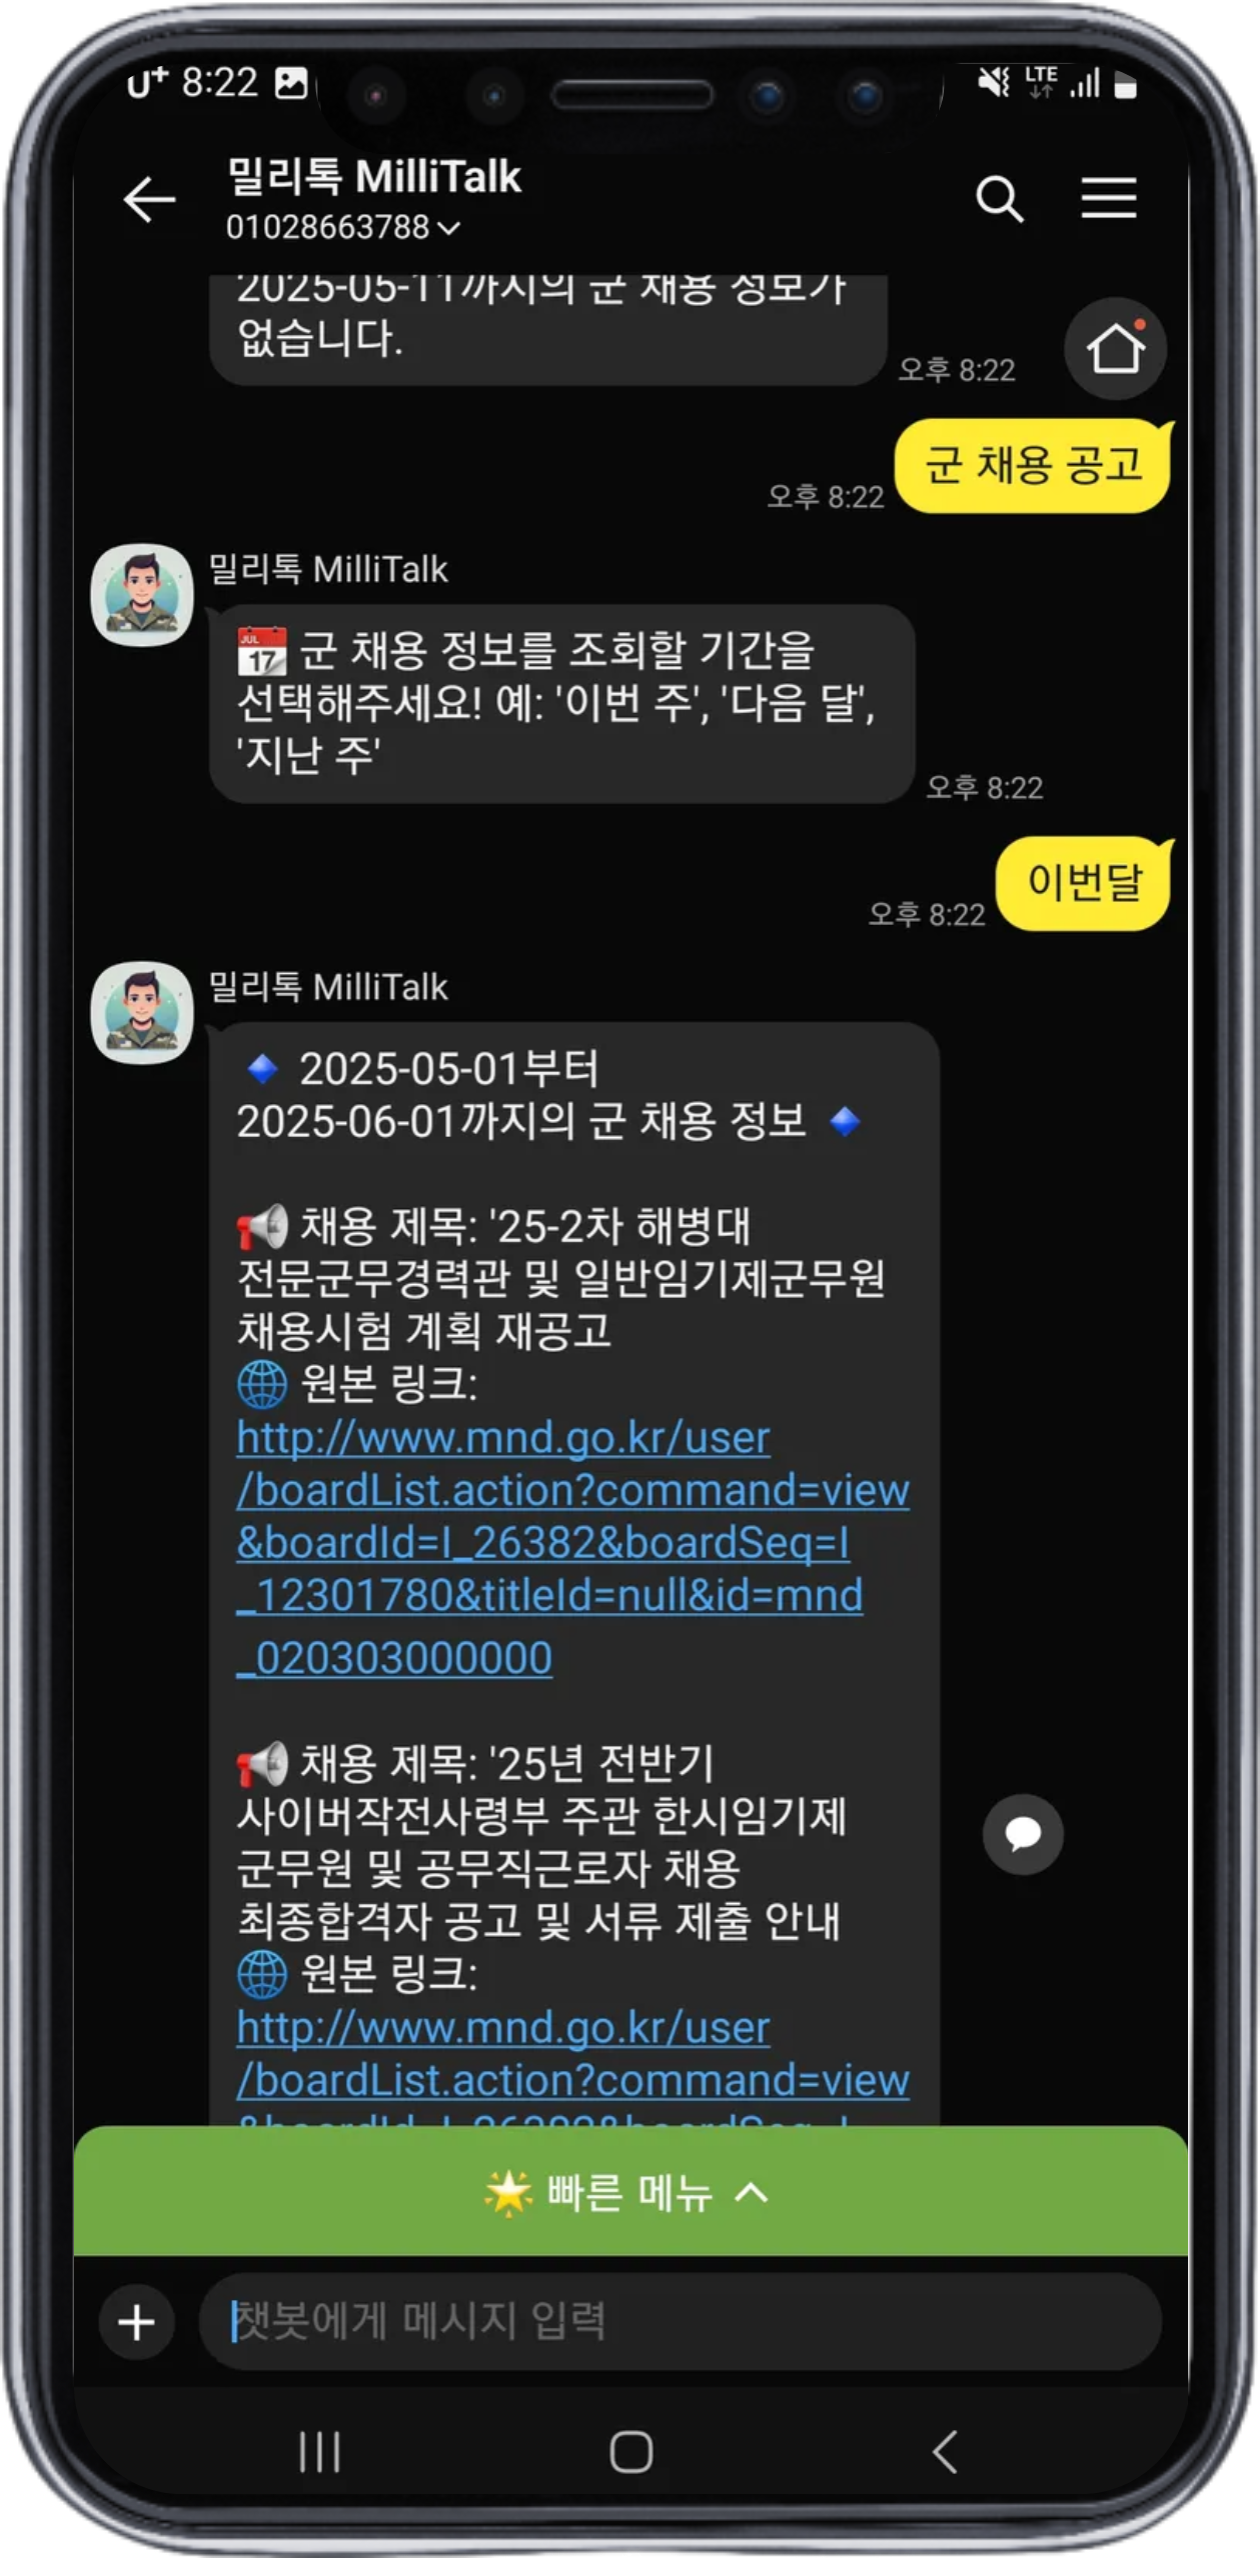 U+ 8:22
LTE
밀리톡 MilliTalk
01028663788
2025-05-11까지의 군 채용 정보가
없습니다.
오후 8:22
군 채용 공고
오후 8:22
밀리톡 MilliTalk
JUL 17 군 채용 정보를 조회할 기간을
선택해주세요! 예: '이번 주', '다음 달',
'지난 주'
오후 8:22
이번달
오후 8:22
밀리톡 MilliTalk
🔹 2025-05-01부터
2025-06-01까지의 군 채용 정보 🔹
📢 채용 제목: '25-2차 해병대
전문군무경력관 및 일반임기제군무원
채용시험 계획 재공고
🌐 원본 링크:
http://www.mnd.go.kr/user
/boardList.action?command=view
&boardId=I_26382&boardSeq=I
_12301780&titleId=null&id=mnd
_020303000000
📢 채용 제목: '25년 전반기
사이버작전사령부 주관 한시임기제
군무원 및 공무직근로자 채용
최종합격자 공고 및 서류 제출 안내
🌐 원본 링크:
http://www.mnd.go.kr/user
/boardList.action?command=view
🌟 빠른 메뉴
챗봇에게 메시지 입력